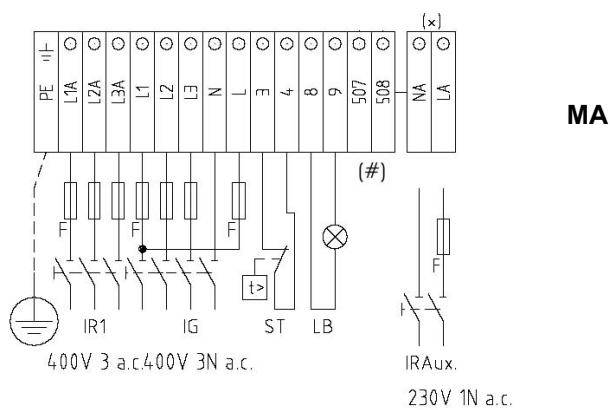 (x)
PE L1A L2A L3A L1 L2 L3 N L 3 4 8 9 507 508 NA LA
MA
(#)
F F F F
t>
IR1 IG ST LB
400V 3 a.c.400V 3N a.c.
IRAux.
230V 1N a.c.